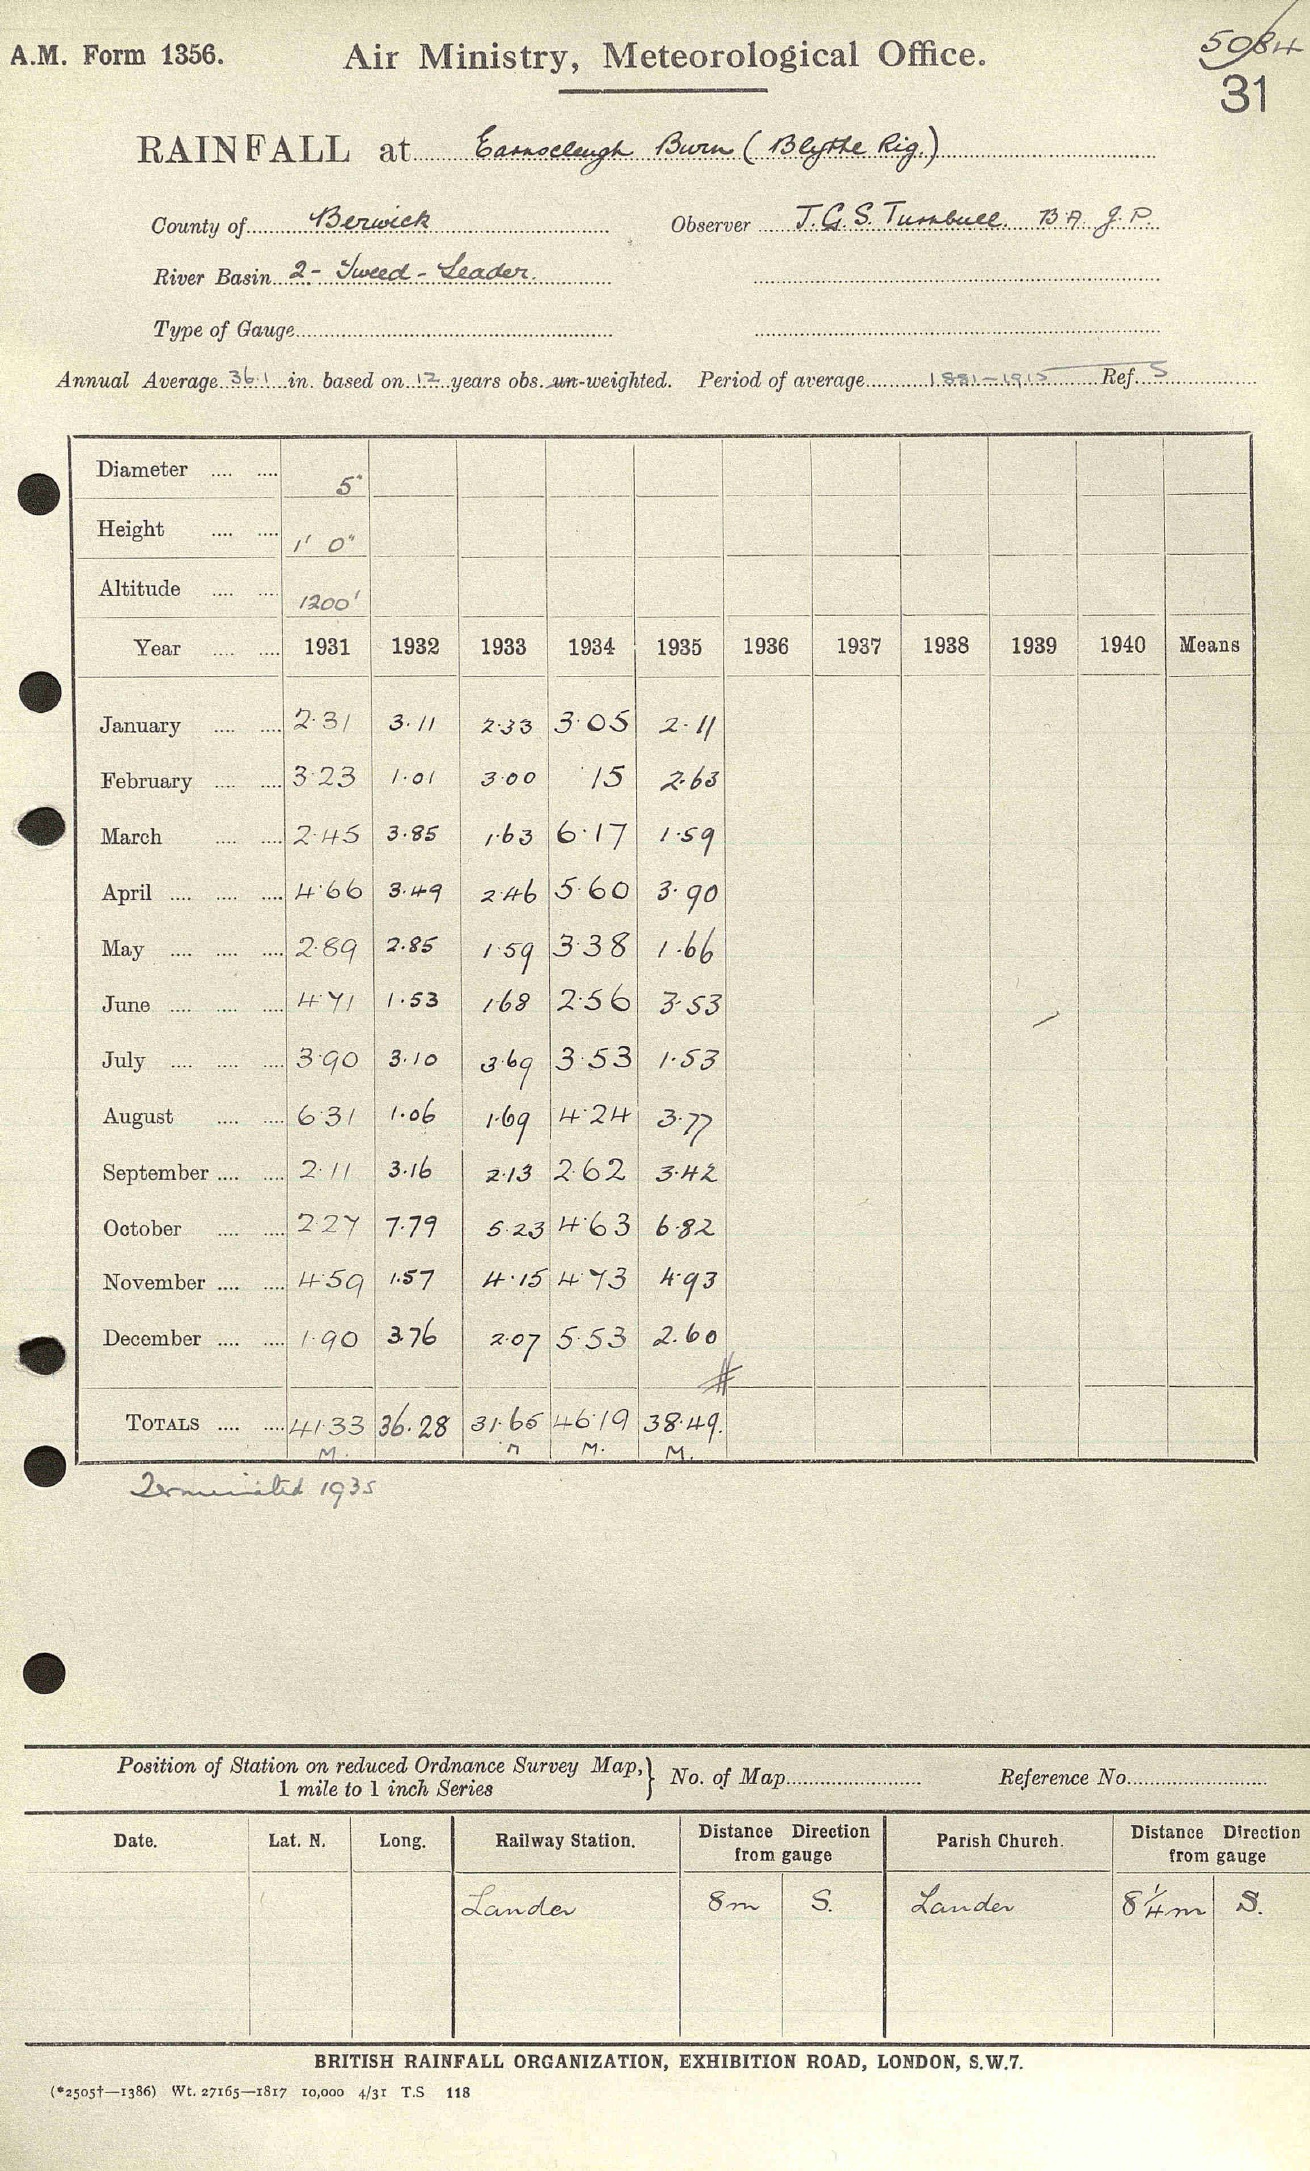 A.M. Form 1356.
Air Ministry, Meteorological Office.
5084
31
RAINFALL at Earnscleugh Burn (Blythe Rig.)
County of Berwick Observer J.G.S. Turnbull. B.A. J.P.
River Basin 2- Tweed - Leader.
Type of Gauge
Annual Average 36.1 in. based on 12 years obs. un-weighted. Period of average 1881-1915 Ref. S
Diameter 5"
Height 1' 0"
Altitude 1200'
Year 1931 1932 1933 1934 1935 1936 1937 1938 1939 1940 Means
January 2.31 3.11 2.33 3.05 2.11
February 3.23 1.01 3.00 .15 2.63
March 2.45 3.85 1.63 6.17 1.59
April 4.66 3.49 2.46 5.60 3.90
May 2.89 2.85 1.59 3.38 1.66
June 4.71 1.53 1.68 2.56 3.53
July 3.90 3.10 3.69 3.53 1.53
August 6.31 1.06 1.69 4.24 3.77
September 2.11 3.16 2.13 2.62 3.42
October 2.27 7.79 5.23 4.63 6.82
November 4.59 1.57 4.15 4.73 4.93
December 1.90 3.76 2.07 5.53 2.60
#
TOTALS 41.33 36.28 31.65 46.19 38.49.
M. M M. M.
Terminated 1935
Position of Station on reduced Ordnance Survey Map, 1 mile to 1 inch Series } No. of Map Reference No.
Date. Lat. N. Long. Railway Station. Distance Direction from gauge Parish Church. Distance Direction from gauge
Lauder 8m S. Lauder 8¼m S.
BRITISH RAINFALL ORGANIZATION, EXHIBITION ROAD, LONDON, S.W.7.
(*2505†—1386) Wt. 27165—1817 10,000 4/31 T.S 118